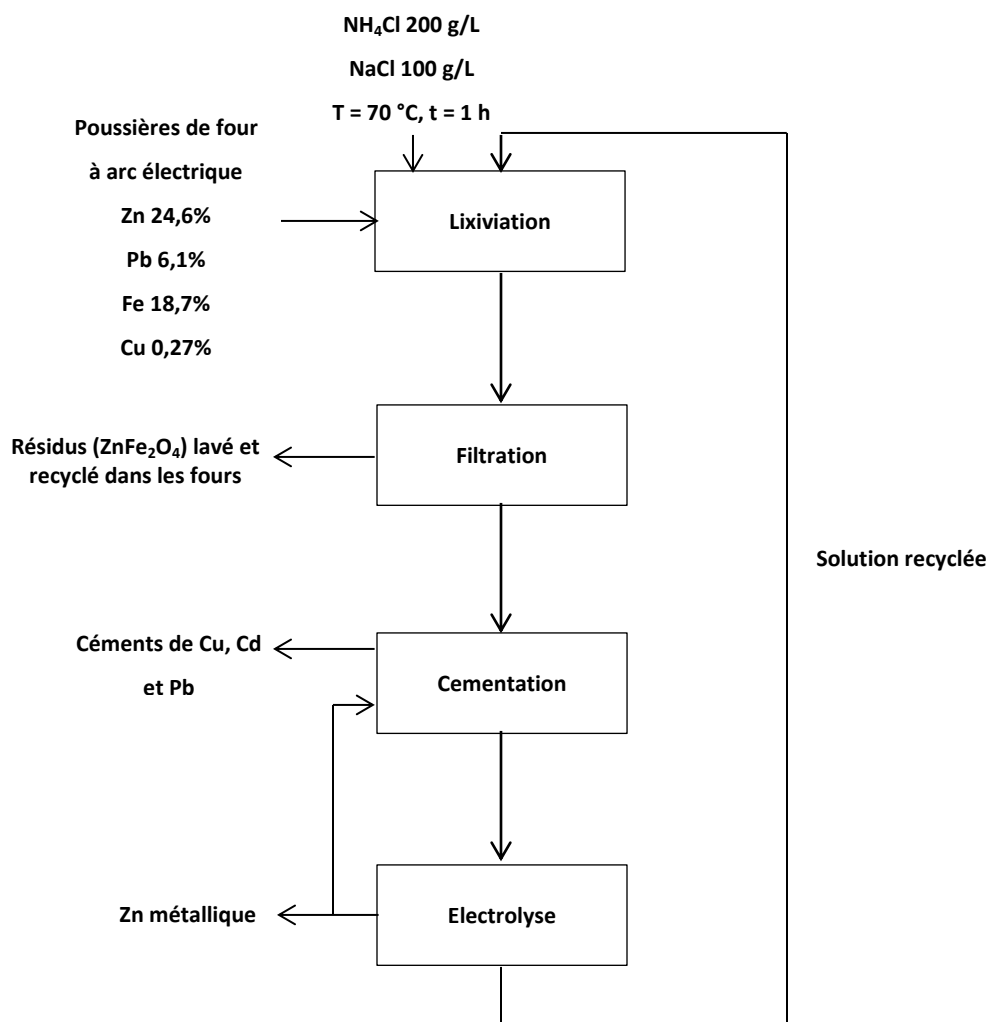 NH₄Cl 200 g/L
NaCl 100 g/L
T = 70 °C, t = 1 h
Poussières de four
à arc électrique
Zn 24,6%
Pb 6,1%
Fe 18,7%
Cu 0,27%
Lixiviation
Résidus (ZnFe₂O₄) lavé et
recyclé dans les fours
Filtration
Solution recyclée
Céments de Cu, Cd
et Pb
Cementation
Zn métallique
Electrolyse